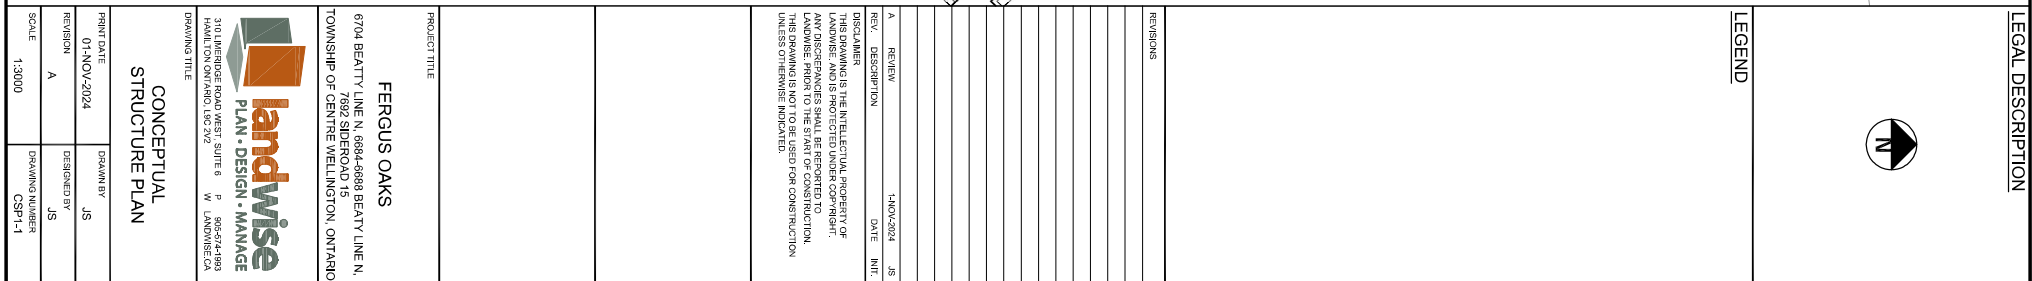 LEGAL DESCRIPTION
N
LEGEND
REVISIONS
A REVIEW 1-NOV-2024 JS
REV. DESCRIPTION DATE INIT.
DISCLAIMER
THIS DRAWING IS THE INTELLECTUAL PROPERTY OF
LANDWISE. AND IS PROTECTED UNDER COPYRIGHT.
ANY DISCREPANCIES SHALL BE REPORTED TO
LANDWISE. PRIOR TO THE START OF CONSTRUCTION.
THIS DRAWING IS NOT TO BE USED FOR CONSTRUCTION
UNLESS OTHERWISE INDICATED.
PROJECT TITLE
FERGUS OAKS
6704 BEATTY LINE N, 6684-6688 BEATY LINE N,
7692 SIDEROAD 15
TOWNSHIP OF CENTRE WELLINGTON, ONTARIO
landwise
PLAN • DESIGN • MANAGE
310 LIMERIDGE ROAD WEST, SUITE 6 P 905-574-1993
HAMILTON ONTARIO, L9C 2V2 W LANDWISE.CA
DRAWING TITLE
CONCEPTUAL
STRUCTURE PLAN
PRINT DATE
01-NOV-2024
DRAWN BY
JS
REVISION
A
DESIGNED BY
JS
SCALE
1:3000
DRAWING NUMBER
CSP1-1